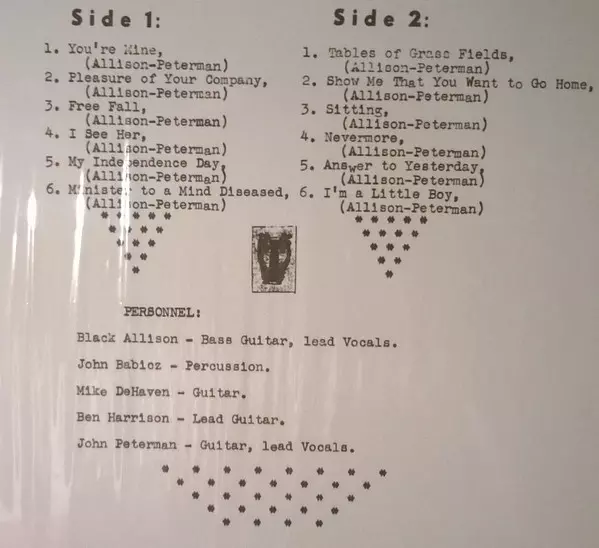 Side 1:
1. You're Mine,
(Allison-Peterman)
2. Pleasure of Your Company,
(Allison-Peterman)
3. Free Fall,
(Allison-Peterman)
4. I See Her,
(Allison-Peterman)
5. My Independence Day,
(Allison-Peterman)
6. Minister to a Mind Diseased,
(Allison-Peterman)
Side 2:
1. Tables of Grass Fields,
(Allison-Peterman)
2. Show Me That You Want to Go Home,
(Allison-Peterman)
3. Sitting,
(Allison-Peterman)
4. Nevermore,
(Allison-Peterman)
5. Answer to Yesterday,
(Allison-Peterman)
6. I'm a Little Boy,
(Allison-Peterman)
PERSONNEL:
Black Allison - Bass Guitar, lead Vocals.
John Babicz - Percussion.
Mike DeHaven - Guitar.
Ben Harrison - Lead Guitar.
John Peterman - Guitar, lead Vocals.